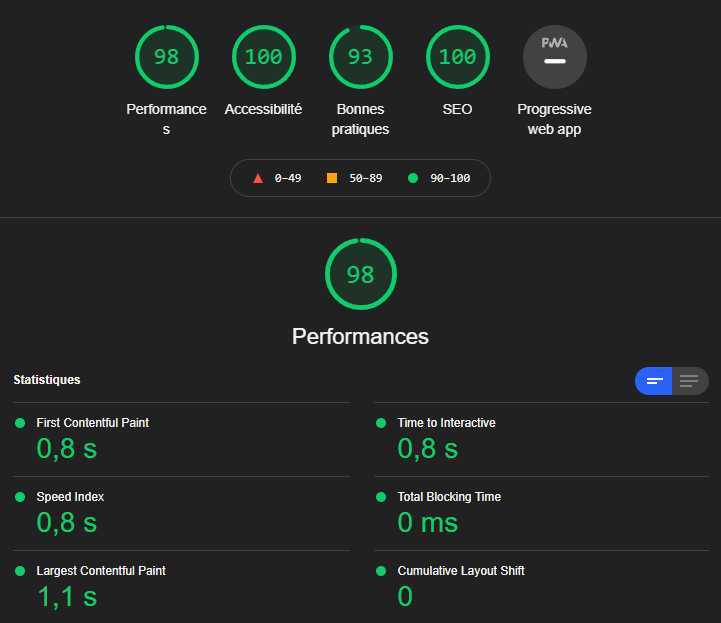 98 100 93 100 PWA
Performance Accessibilité Bonnes SEO Progressive
s pratiques web app
0–49 50–89 90–100
98
Performances
Statistiques
First Contentful Paint Time to Interactive
0,8 s 0,8 s
Speed Index Total Blocking Time
0,8 s 0 ms
Largest Contentful Paint Cumulative Layout Shift
1,1 s 0